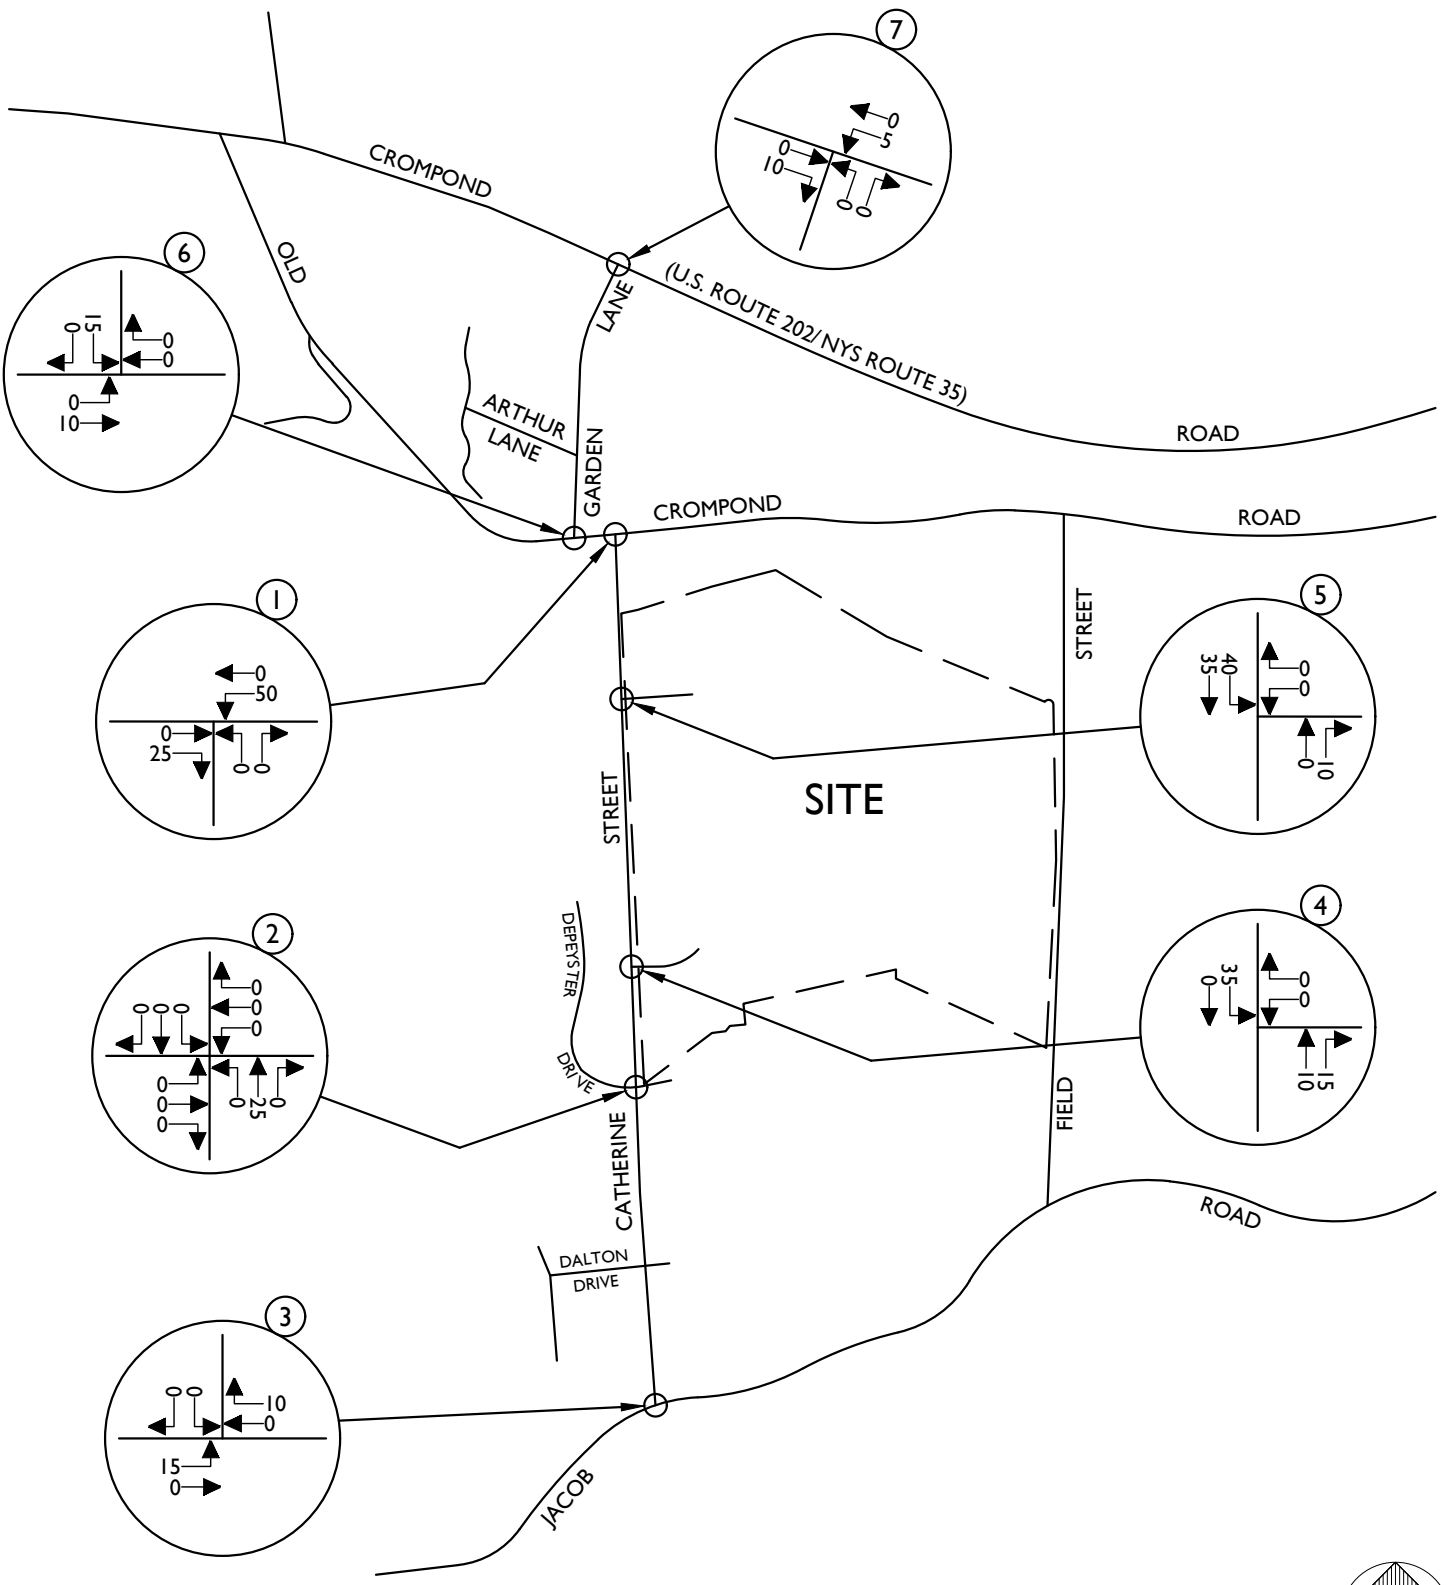 7
0
5
0
10
0
0
CROMPOND
6
OLD
LANE
(U.S. ROUTE 202/ NYS ROUTE 35)
0
15
0
0
0
10
ARTHUR
LANE
GARDEN
ROAD
CROMPOND
ROAD
1
0
50
0
25
0
0
STREET
5
35
40
0
0
0
10
STREET
SITE
2
0
0
0
0
0
0
0
0
0
0
25
0
DEPEYSTER
DRIVE
4
0
35
0
0
10
15
CATHERINE
FIELD
ROAD
DALTON
DRIVE
3
0
0
10
0
15
0
JACOB